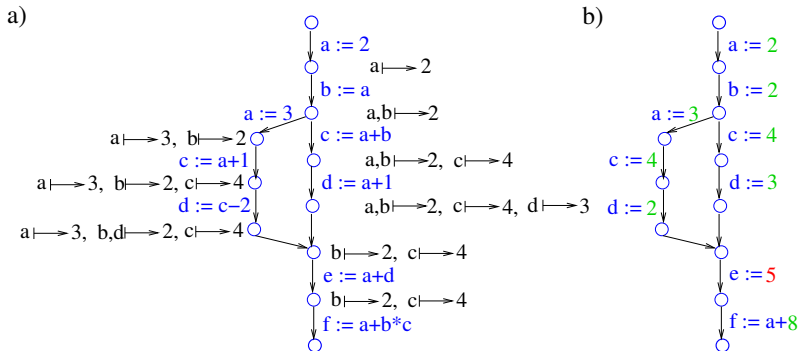 a)
a := 2
a ⟼ 2
b := a
a := 3
a,b ⟼ 2
a ⟼ 3, b ⟼ 2
c := a+b
c := a+1
a,b ⟼ 2, c ⟼ 4
a ⟼ 3, b ⟼ 2, c ⟼ 4
d := a+1
d := c−2
a,b ⟼ 2, c ⟼ 4, d ⟼ 3
a ⟼ 3, b,d ⟼ 2, c ⟼ 4
b ⟼ 2, c ⟼ 4
e := a+d
b ⟼ 2, c ⟼ 4
f := a+b*c
b)
a := 2
b := 2
a := 3
c := 4
c := 4
d := 3
d := 2
e := 5
f := a+8